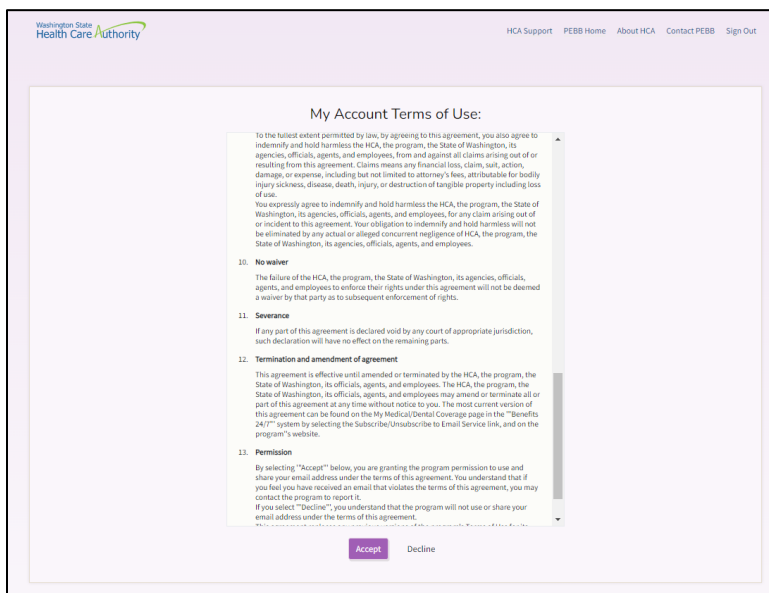 Washington State
Health Care Authority
HCA Support PEBB Home About HCA Contact PEBB Sign Out
My Account Terms of Use:
To the fullest extent permitted by law, by agreeing to this agreement, you also agree to
indemnify and hold harmless the HCA, the program, the State of Washington, its
agencies, officials, agents, and employees, from and against all claims arising out of or
resulting from this agreement. Claims means any financial loss, claim, suit, action,
damage, or expense, including but not limited to attorney's fees, attributable for bodily
injury sickness, disease, death, injury, or destruction of tangible property including loss
of use.
You expressly agree to indemnify and hold harmless the HCA, the program, the State of
Washington, its agencies, officials, agents, and employees, for any claim arising out of
or incident to this agreement. Your obligation to indemnify and hold harmless will not
be eliminated by any actual or alleged concurrent negligence of HCA, the program, the
State of Washington, its agencies, officials, agents, and employees.
10. No waiver
The failure of the HCA, the program, the State of Washington, its agencies, officials,
agents, and employees to enforce their rights under this agreement will not be deemed
a waiver by that party as to subsequent enforcement of rights.
11. Severance
If any part of this agreement is declared void by any court of appropriate jurisdiction,
such declaration will have no effect on the remaining parts.
12. Termination and amendment of agreement
This agreement is effective until amended or terminated by the HCA, the program, the
State of Washington, its officials, agents, and employees. The HCA, the program, the
State of Washington, its officials, agents, and employees may amend or terminate all or
part of this agreement at any time without notice to you. The most current version of
this agreement can be found on the My Medical/Dental Coverage page in the ""Benefits
24/7"" system by selecting the Subscribe/Unsubscribe to Email Service link, and on the
program''s website.
13. Permission
By selecting '"Accept"' below, you are granting the program permission to use and
share your email address under the terms of this agreement. You understand that if
you feel you have received an email that violates the terms of this agreement, you may
contact the program to report it.
If you select '"Decline"', you understand that the program will not use or share your
email address under the terms of this agreement.
This agreement replaces any previous versions of the program's Terms of Use for its
Accept Decline